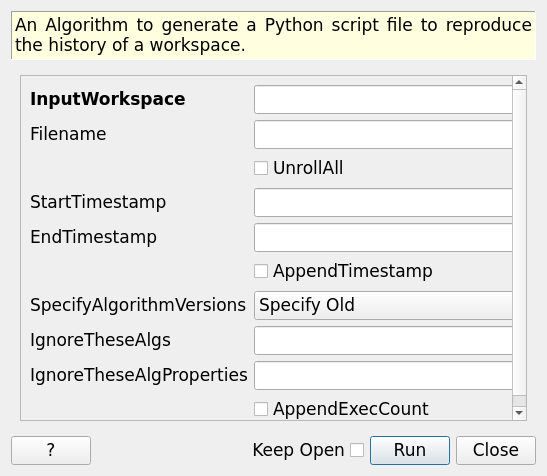 An Algorithm to generate a Python script file to reproduce
the history of a workspace.
InputWorkspace
Filename
UnrollAll
StartTimestamp
EndTimestamp
AppendTimestamp
SpecifyAlgorithmVersions Specify Old
IgnoreTheseAlgs
IgnoreTheseAlgProperties
AppendExecCount
? Keep Open Run Close